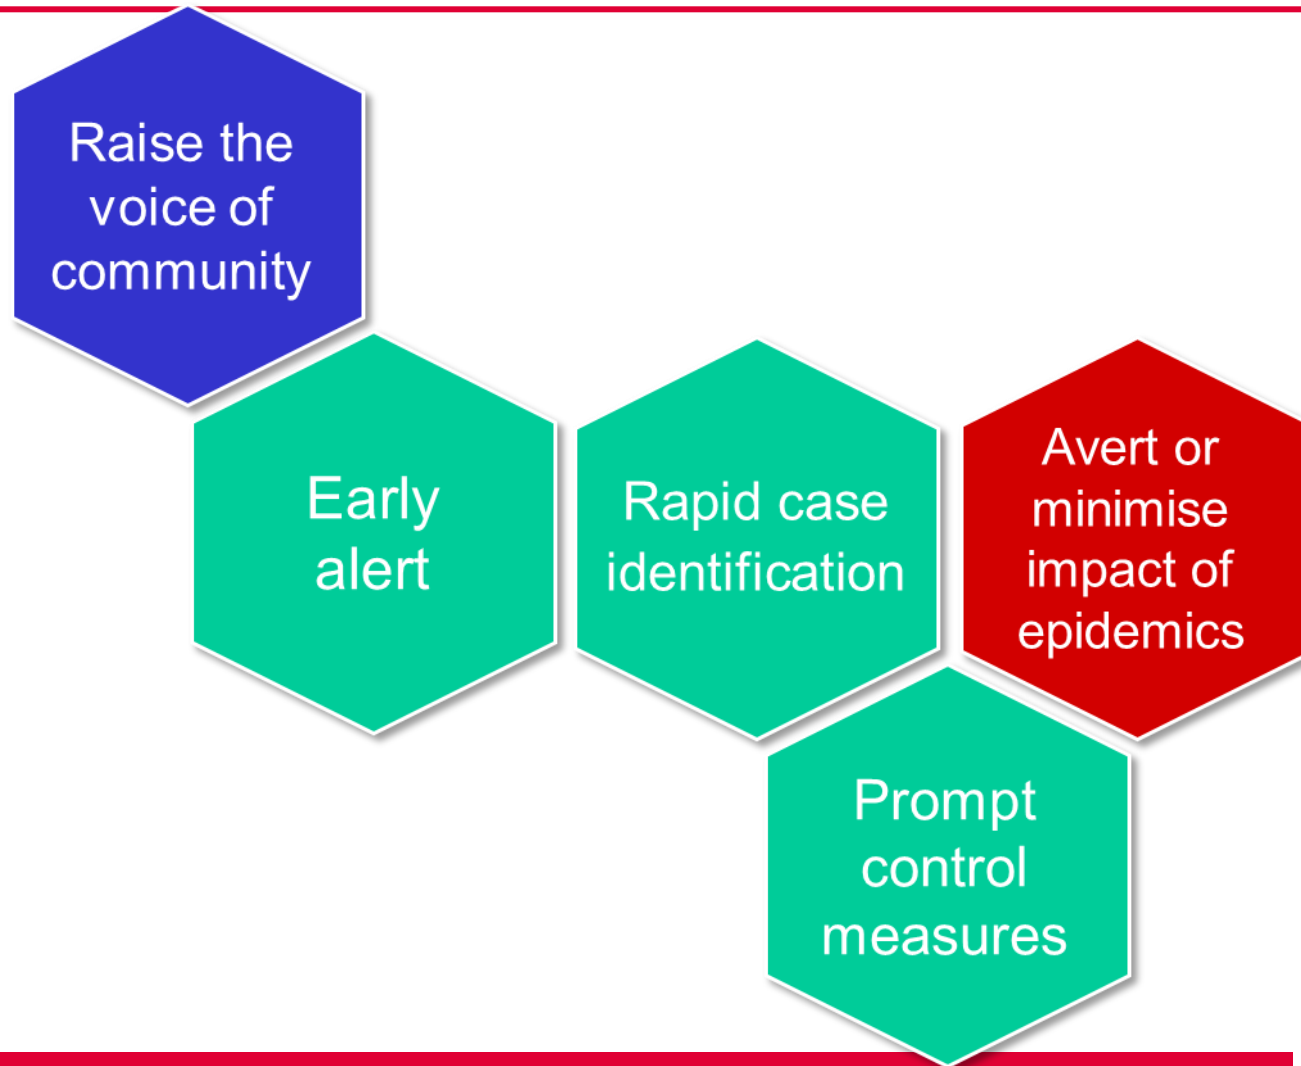 Raise the
voice of
community
Early
alert
Rapid case
identification
Avert or
minimise
impact of
epidemics
Prompt
control
measures